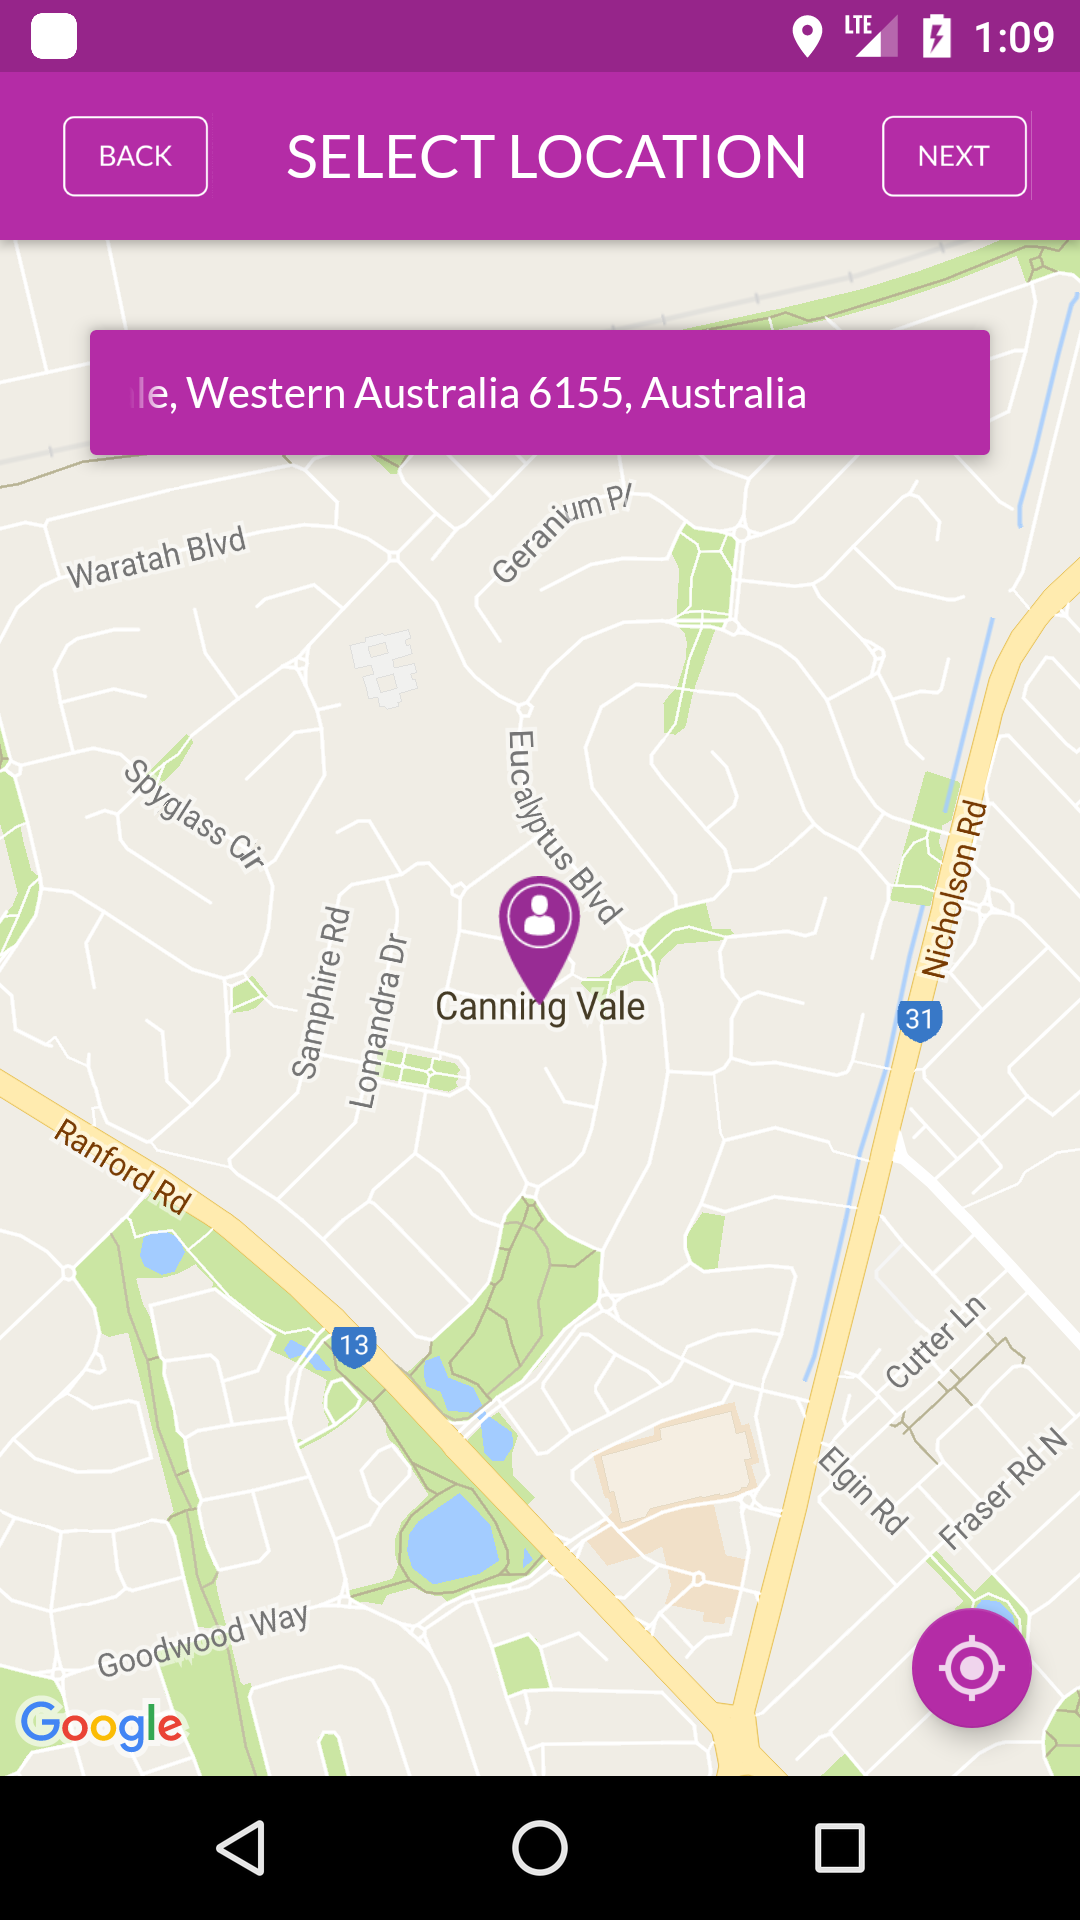 LTE 1:09
BACK SELECT LOCATION NEXT
le, Western Australia 6155, Australia
Geranium Pl
Waratah Blvd
Eucalyptus Blvd
Spyglass Cir
Nicholson Rd
Samphire Rd
Lomandra Dr
Canning Vale
31
Ranford Rd
13
Cutter Ln
Elgin Rd
Fraser Rd N
Goodwood Way
Google